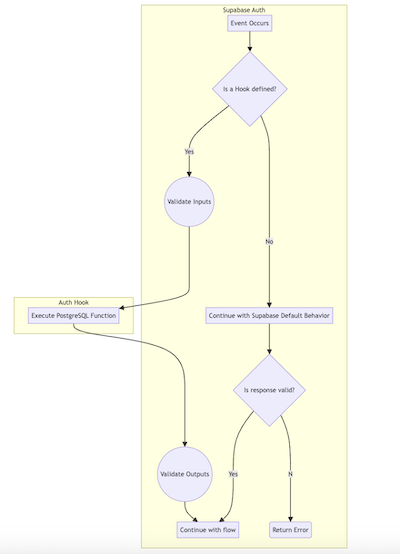 Supabase Auth
Event Occurs
Is a Hook defined?
Yes
Validate Inputs
No
Auth Hook
Execute PostgreSQL Function
Continue with Supabase Default Behavior
Is response valid?
Validate Outputs
Yes
N
Continue with flow
Return Error